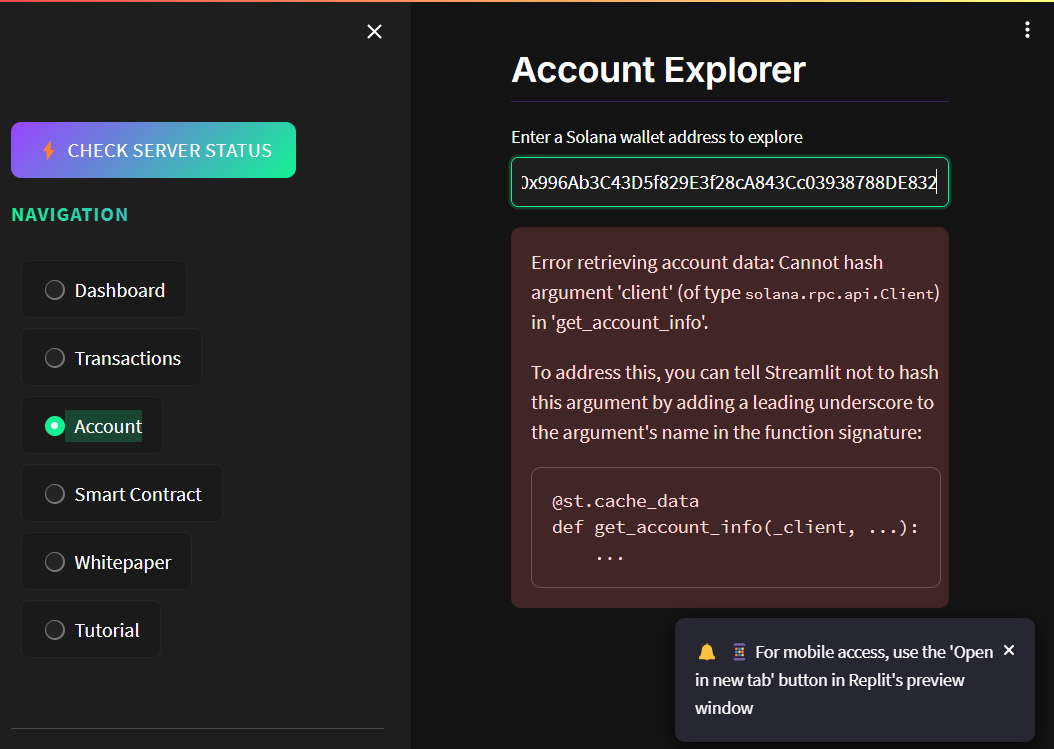 CHECK SERVER STATUS
NAVIGATION
Dashboard
Transactions
Account
Smart Contract
Whitepaper
Tutorial
Account Explorer
Enter a Solana wallet address to explore
0x996Ab3C43D5f829E3f28cA843Cc03938788DE832
Error retrieving account data: Cannot hash
argument 'client' (of type solana.rpc.api.Client)
in 'get_account_info'.
To address this, you can tell Streamlit not to hash
this argument by adding a leading underscore to
the argument's name in the function signature:
@st.cache_data
def get_account_info(_client, ...):
...
For mobile access, use the 'Open
in new tab' button in Replit's preview
window